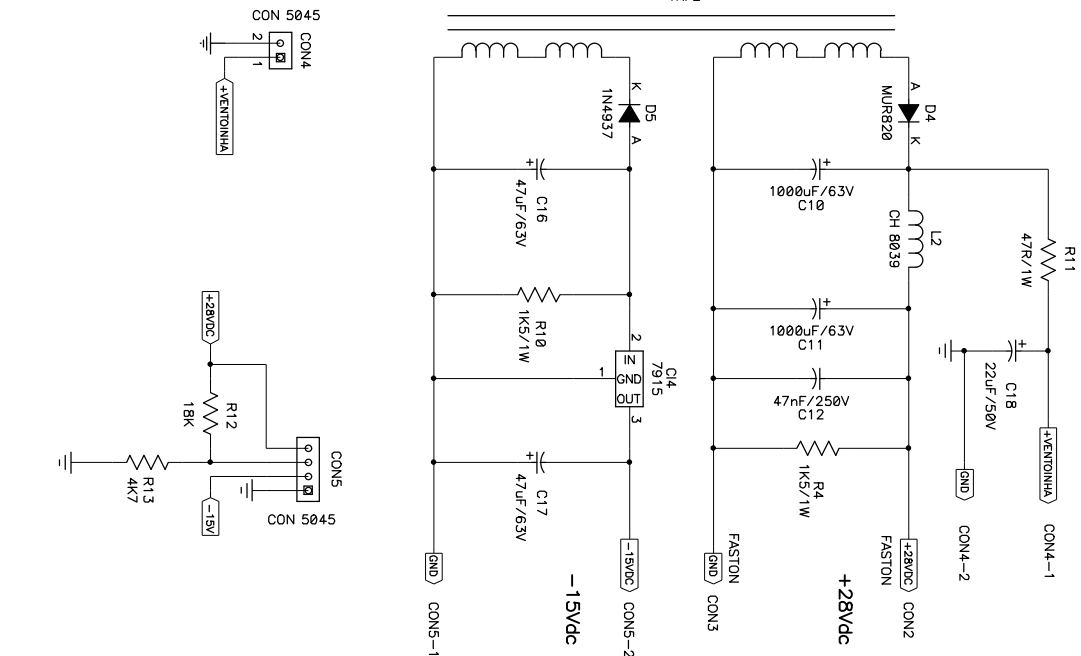 CON 5045
CON4
2
1
+VENTOINHA
K
D5
1N4937
A
C16
47uF/63V
R10
1K5/1W
2
IN
GND
OUT
1
3
CI4
7915
C17
47uF/63V
GND
CON5-1
-15Vdc
-15VDC
CON5-2
A
D4
MUR820
K
1000uF/63V
C10
L2
CH 8039
1000uF/63V
C11
47nF/250V
C12
R4
1K5/1W
FASTON
GND
CON3
+28Vdc
FASTON
+28VDC
CON2
R11
47R/1W
C18
22uF/50V
GND
CON4-2
+VENTOINHA
CON4-1
+28VDC
R12
18K
R13
4K7
CON5
-15V
CON 5045